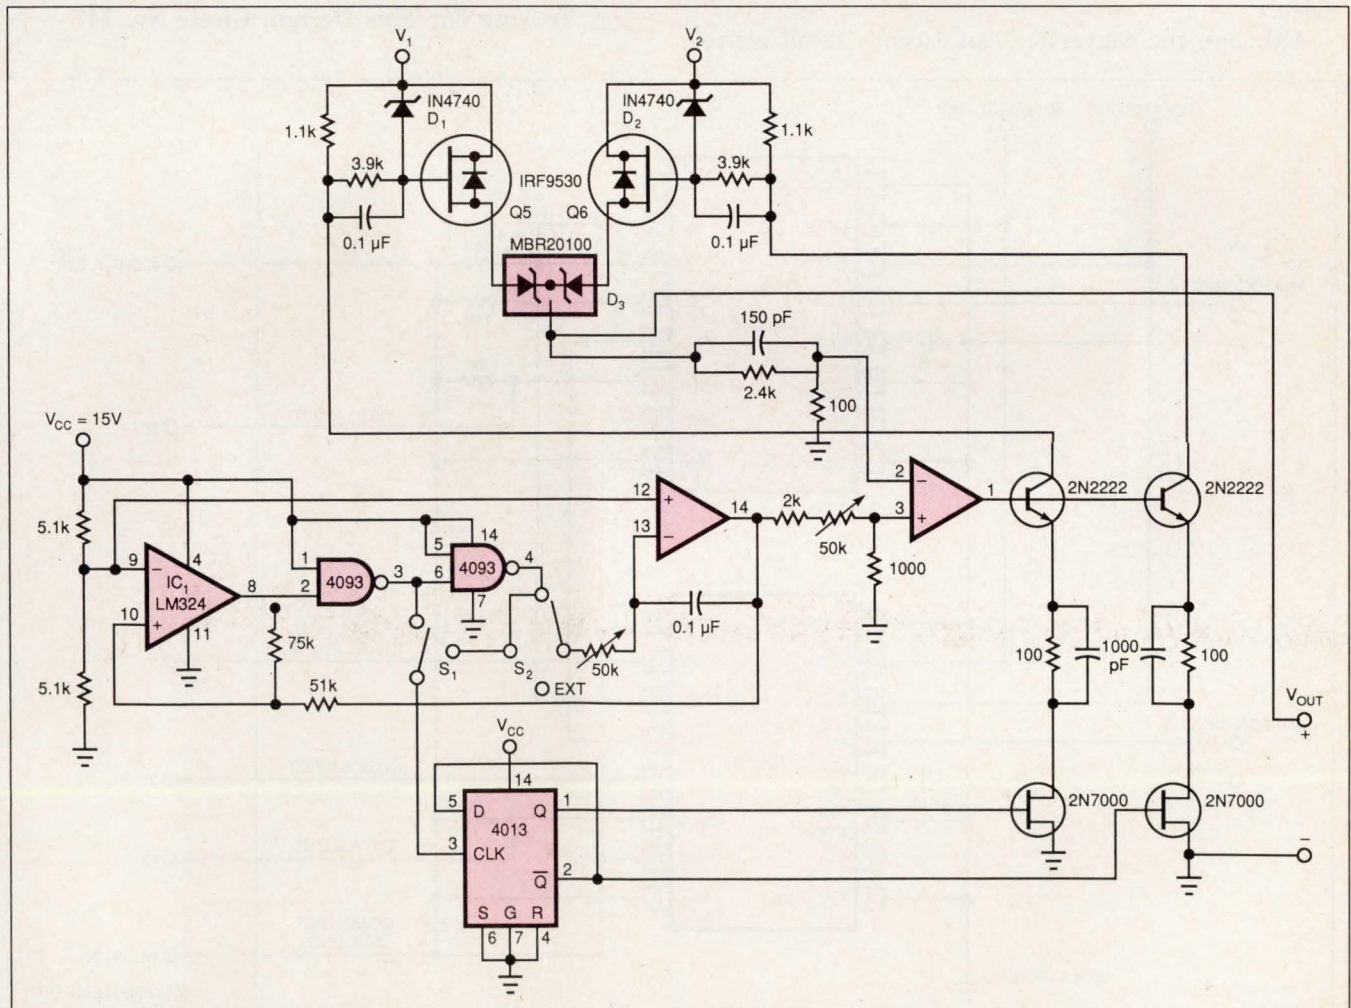 V1
V2
IN4740
D1
IN4740
D2
1.1k
1.1k
3.9k
3.9k
IRF9530
Q5
Q6
0.1 µF
0.1 µF
MBR20100
D3
150 pF
2.4k
100
VCC = 15V
5.1k
5.1k
9
−
4
IC1
LM324
8
10
+
11
75k
51k
1
2
4093
3
5
14
6
4093
4
7
S1
S2
EXT
50k
12
+
13
−
14
0.1 µF
2k
50k
1000
2
−
3
+
1
2N2222
2N2222
100
1000
pF
100
2N7000
2N7000
VOUT
+
−
VCC
14
5
D
Q
1
4013
3
CLK
Q̅
2
S
G
R
6
7
4